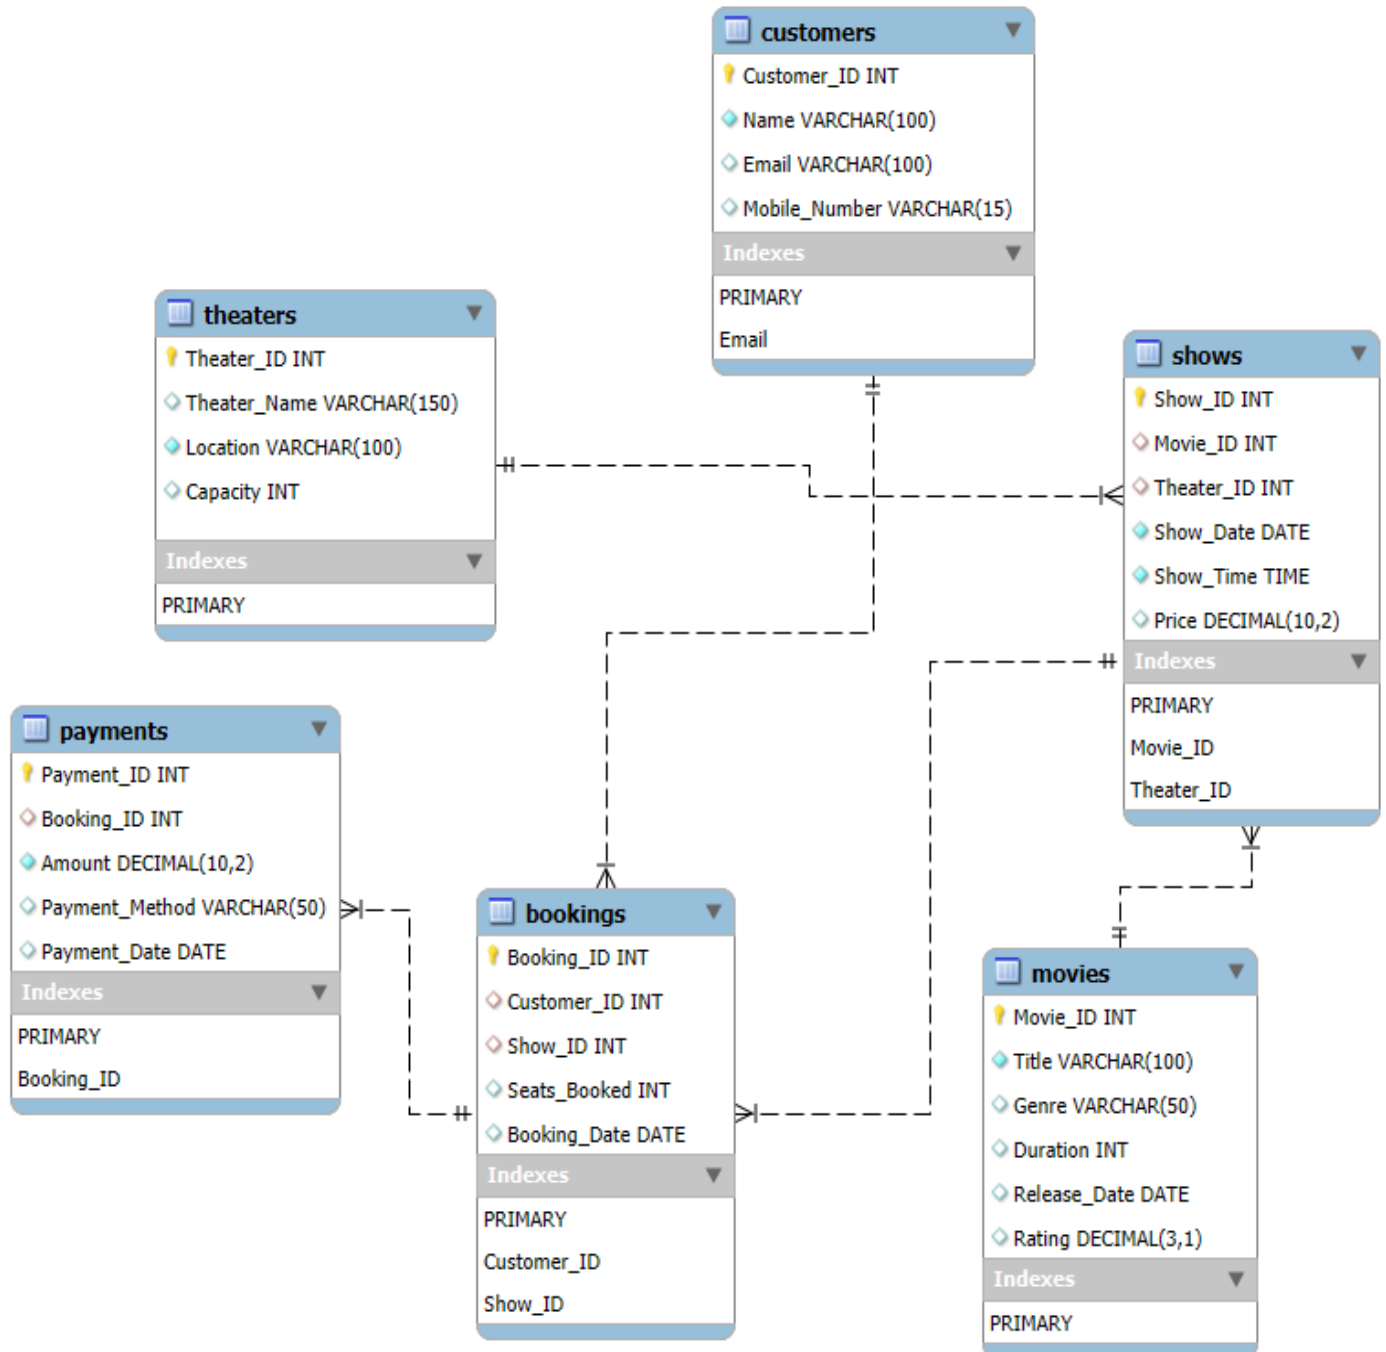 customers
Customer_ID INT
Name VARCHAR(100)
Email VARCHAR(100)
Mobile_Number VARCHAR(15)
Indexes
PRIMARY
Email
theaters
Theater_ID INT
Theater_Name VARCHAR(150)
Location VARCHAR(100)
Capacity INT
Indexes
PRIMARY
shows
Show_ID INT
Movie_ID INT
Theater_ID INT
Show_Date DATE
Show_Time TIME
Price DECIMAL(10,2)
Indexes
PRIMARY
Movie_ID
Theater_ID
payments
Payment_ID INT
Booking_ID INT
Amount DECIMAL(10,2)
Payment_Method VARCHAR(50)
Payment_Date DATE
Indexes
PRIMARY
Booking_ID
bookings
Booking_ID INT
Customer_ID INT
Show_ID INT
Seats_Booked INT
Booking_Date DATE
Indexes
PRIMARY
Customer_ID
Show_ID
movies
Movie_ID INT
Title VARCHAR(100)
Genre VARCHAR(50)
Duration INT
Release_Date DATE
Rating DECIMAL(3,1)
Indexes
PRIMARY